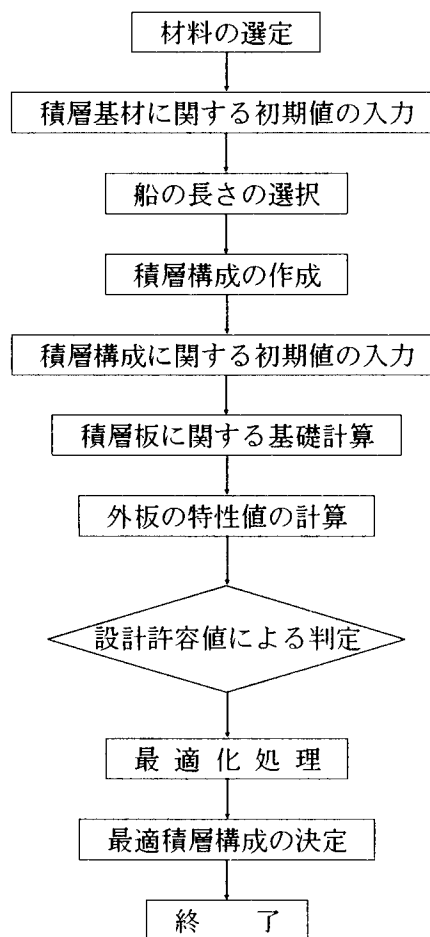 材料の選定
積層基材に関する初期値の入力
船の長さの選択
積層構成の作成
積層構成に関する初期値の入力
積層板に関する基礎計算
外板の特性値の計算
設計許容値による判定
最適化処理
最適積層構成の決定
終　　了